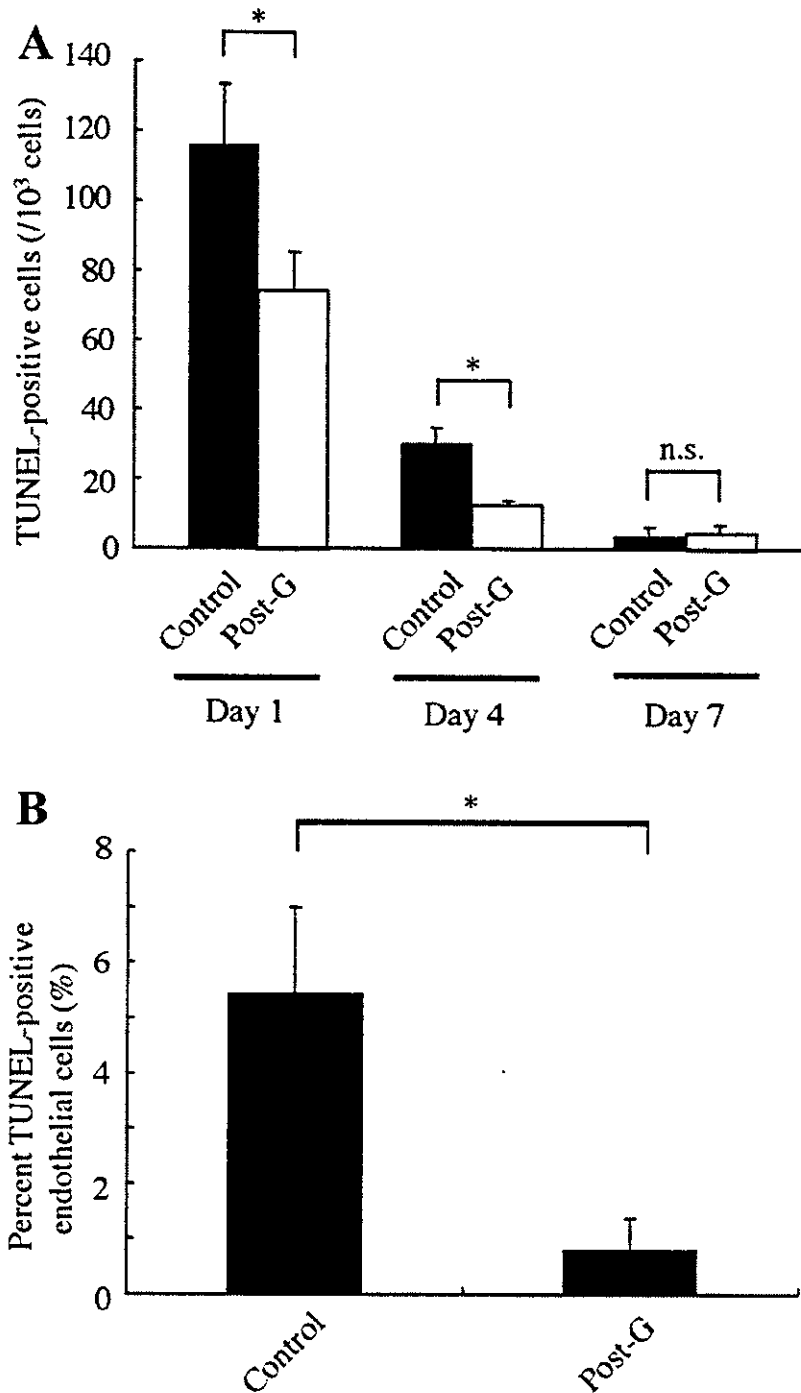 A
*
TUNEL-positive cells (/10³ cells)
140
120
100
80
60
40
20
0
*
n.s.
Control
Post-G
Control
Post-G
Control
Post-G
Day 1
Day 4
Day 7
B
*
Percent TUNEL-positive
endothelial cells (%)
8
6
4
2
0
Control
Post-G